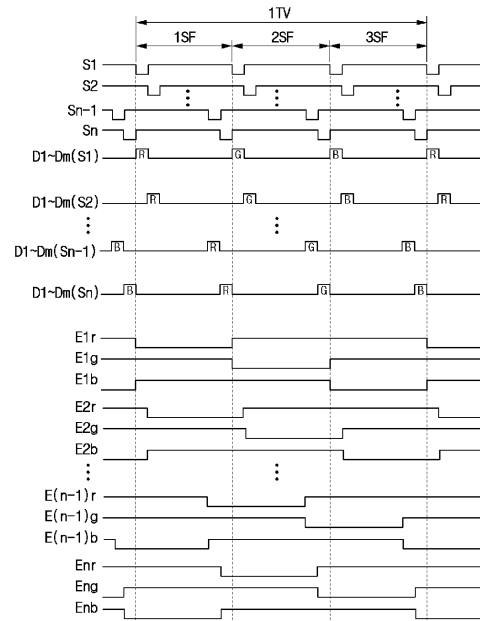 1TV
1SF 2SF 3SF
S1
S2
Sn-1
Sn
D1~Dm(S1) R G B R
D1~Dm(S2) R G B R
D1~Dm(Sn-1) B R G B
D1~Dm(Sn) B R G B
E1r
E1g
E1b
E2r
E2g
E2b
E(n-1)r
E(n-1)g
E(n-1)b
Enr
Eng
Enb